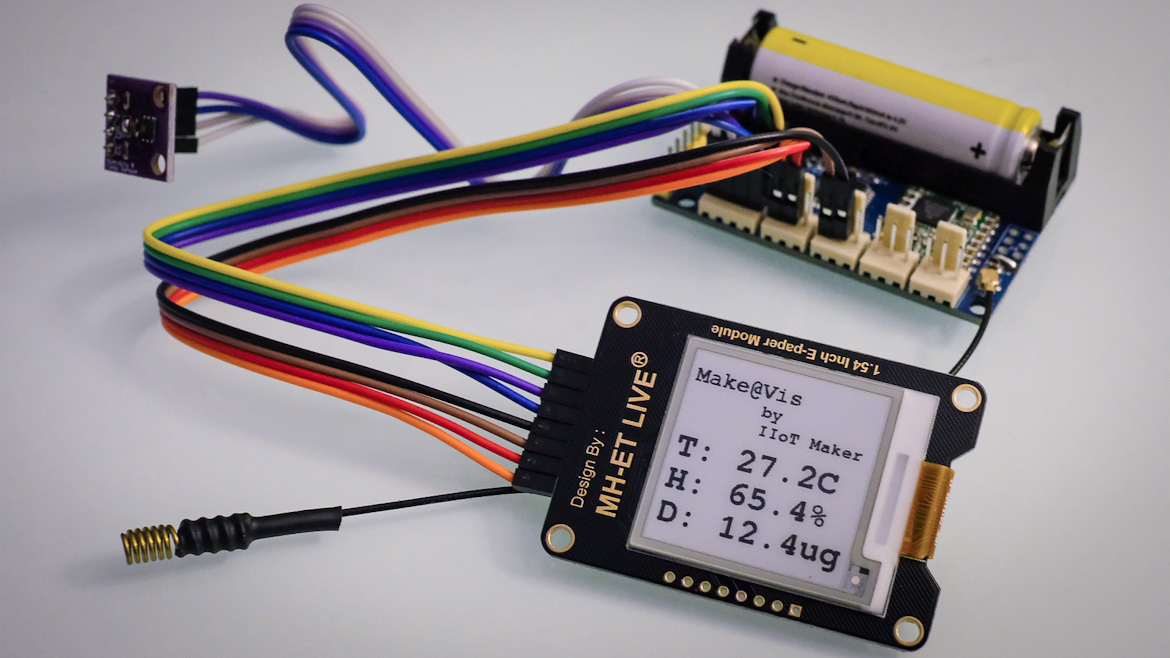 Make@Vis
by
IIoT Maker
T: 27.2C
H: 65.4%
D: 12.4ug
1.54 Inch E-paper Module
Design By :
MH-ET LIVE®
-
+